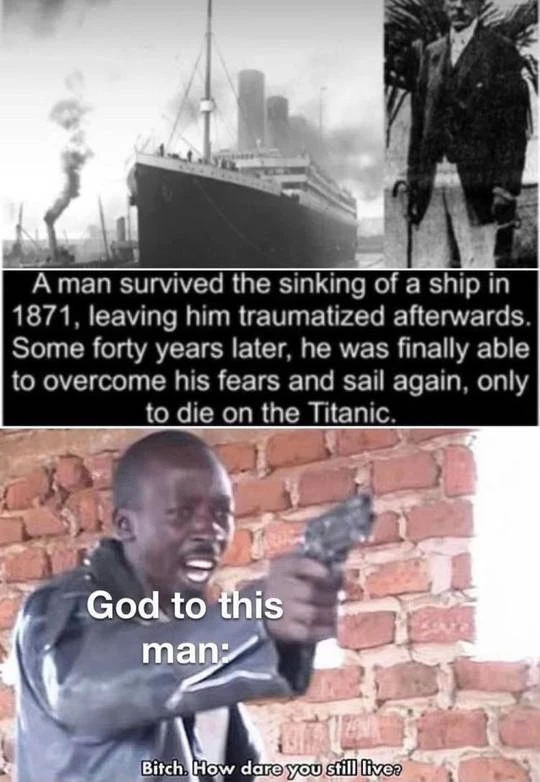 A man survived the sinking of a ship in
1871, leaving him traumatized afterwards.
Some forty years later, he was finally able
to overcome his fears and sail again, only
to die on the Titanic.
God to this
man:
Bitch. How dare you still live?